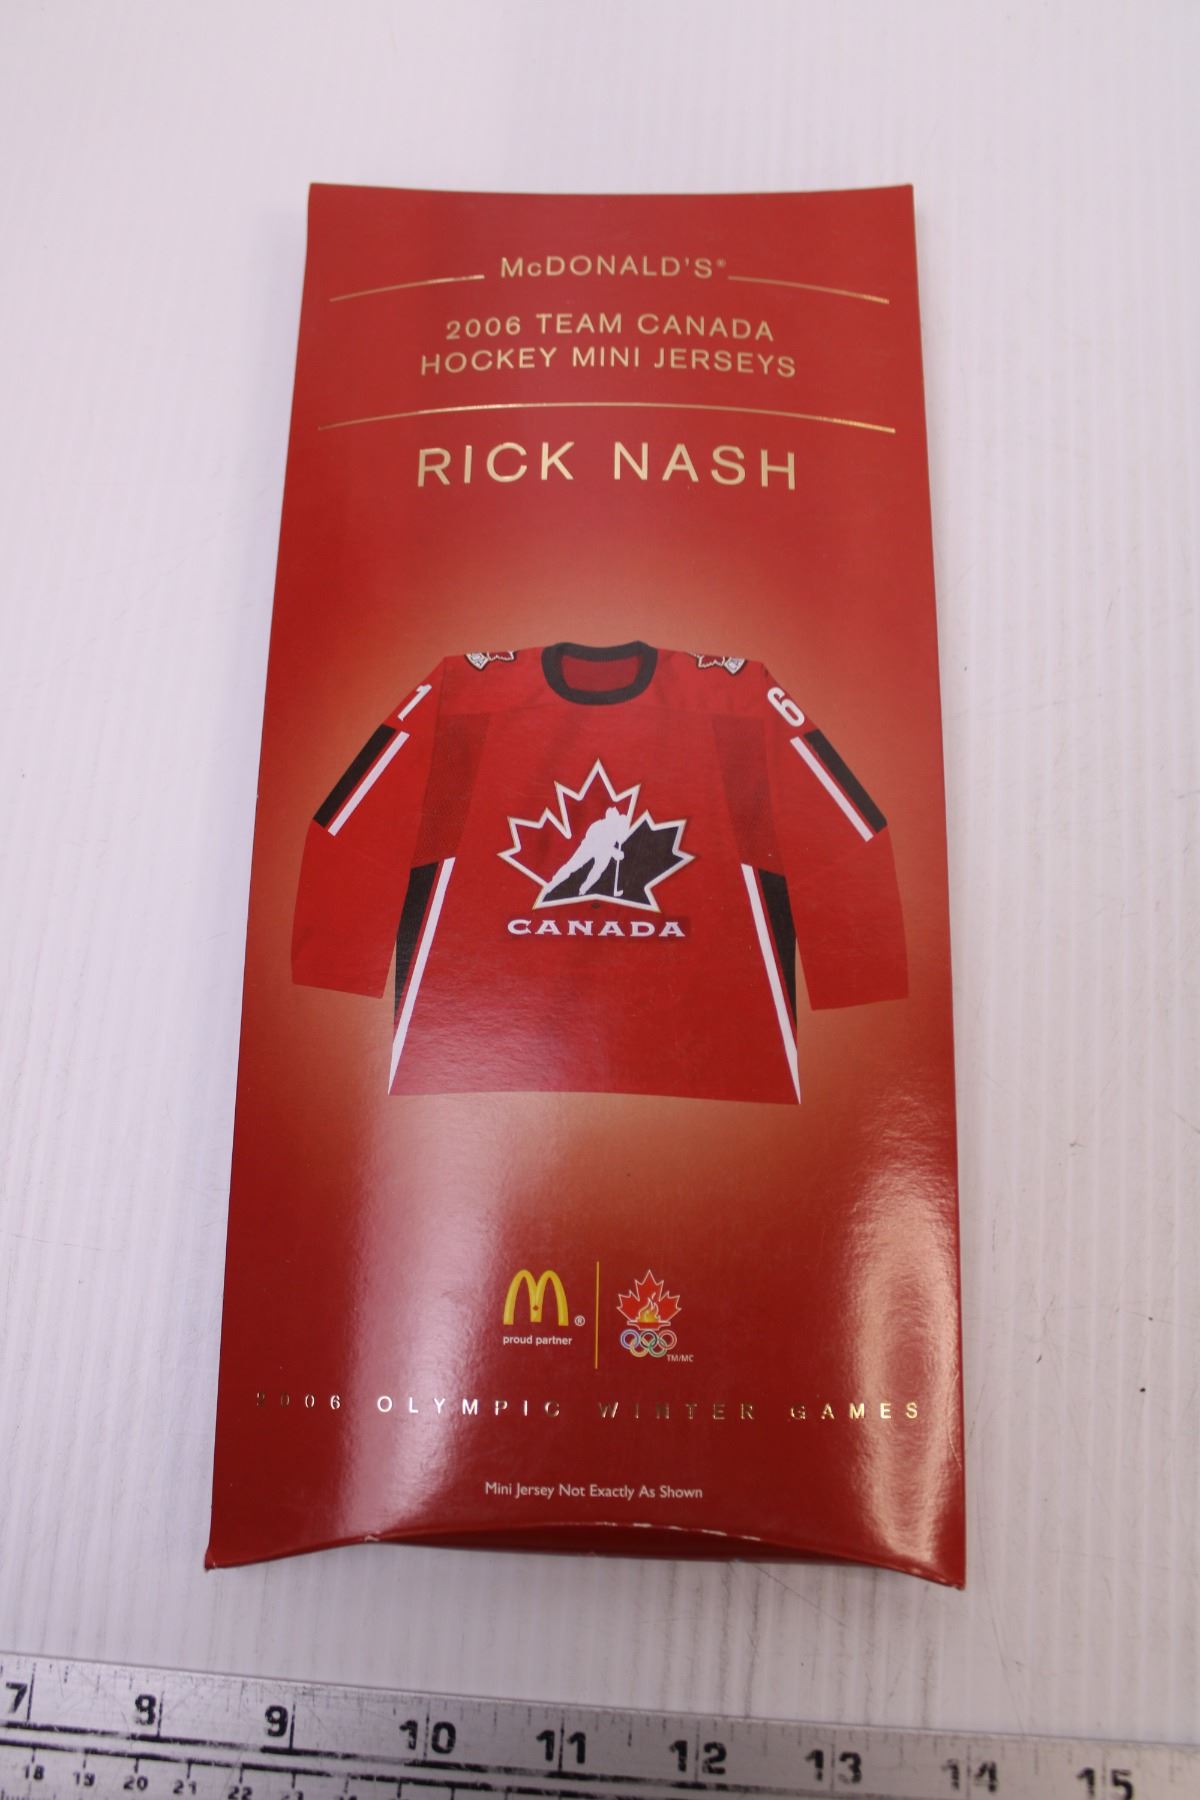 McDONALD'S®
2006 TEAM CANADA
HOCKEY MINI JERSEYS
RICK NASH
1 6
CANADA
®
proud partner
TM/MC
2006 OLYMPIC WINTER GAMES
Mini Jersey Not Exactly As Shown
7 8 9 10 11 12 13 14 15
18 19 20 21 22 23 24